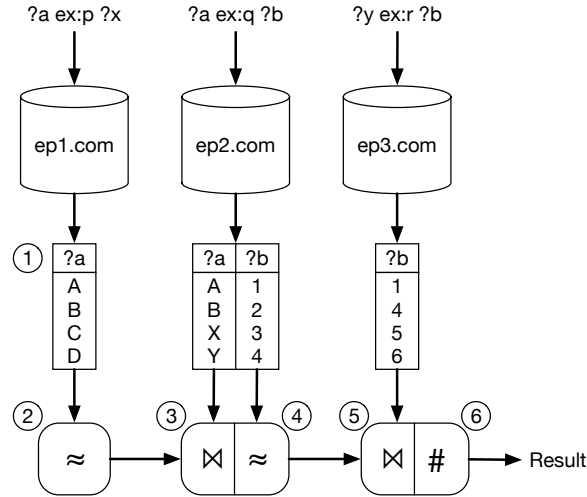 ?a ex:p ?x
?a ex:q ?b
?y ex:r ?b
ep1.com
ep2.com
ep3.com
1
?a
A
B
C
D
?a ?b
A 1
B 2
X 3
Y 4
?b
1
4
5
6
2
≈
3
⋈
≈
4
5
⋈
#
6
Result